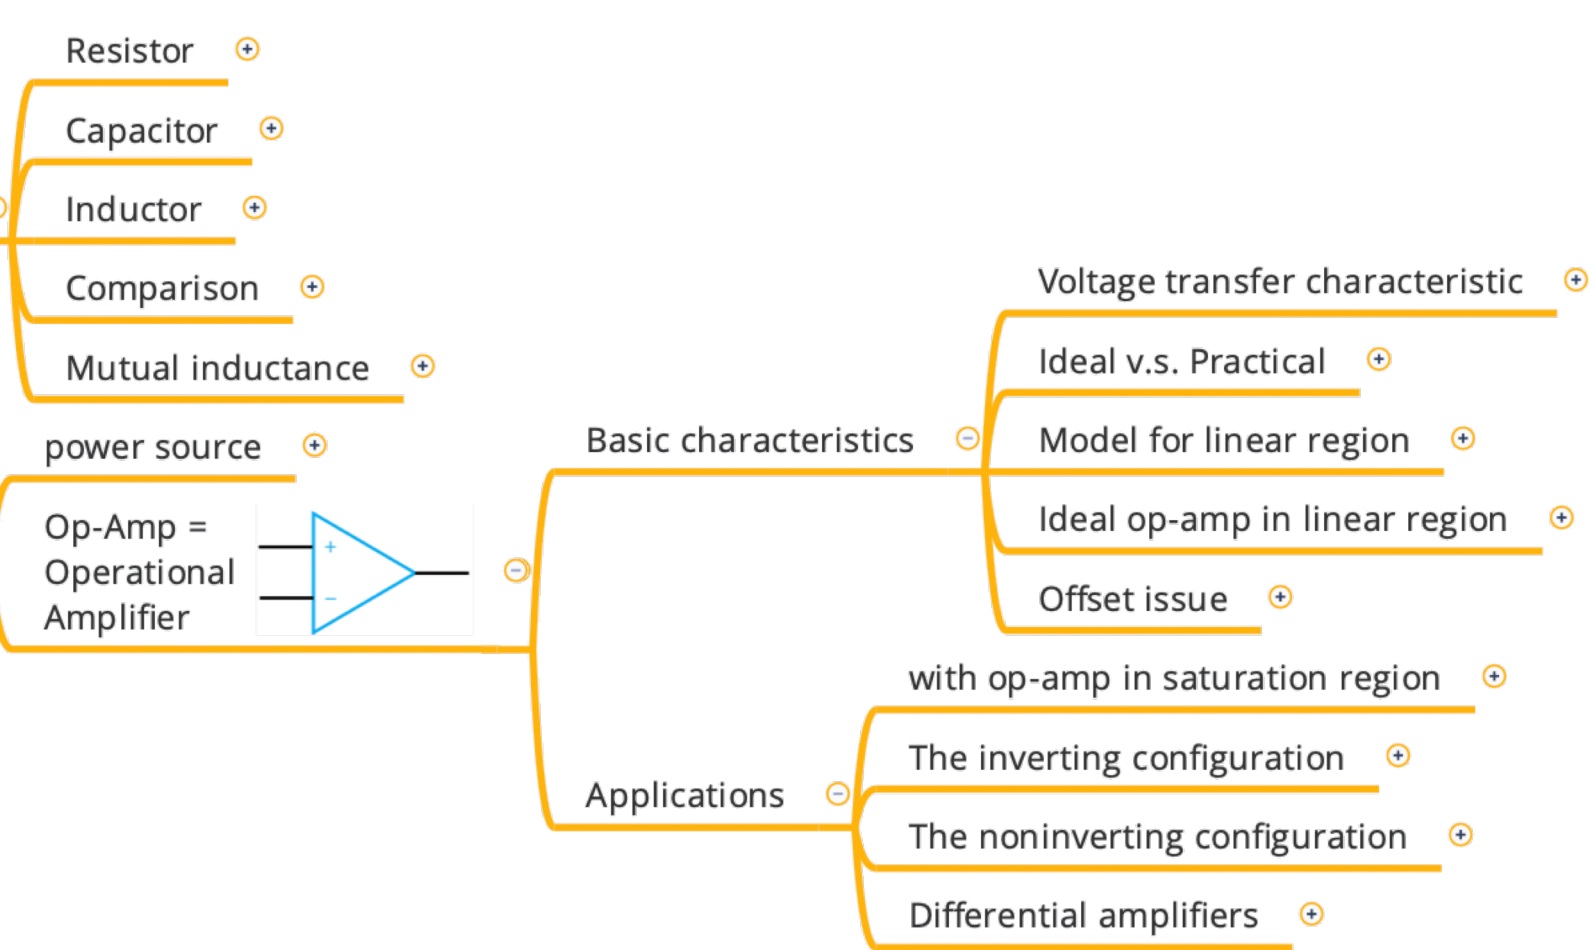 Resistor
Capacitor
Inductor
Comparison
Mutual inductance
power source
Op-Amp =
Operational
Amplifier
+
−
Basic characteristics
Voltage transfer characteristic
Ideal v.s. Practical
Model for linear region
Ideal op-amp in linear region
Offset issue
Applications
with op-amp in saturation region
The inverting configuration
The noninverting configuration
Differential amplifiers